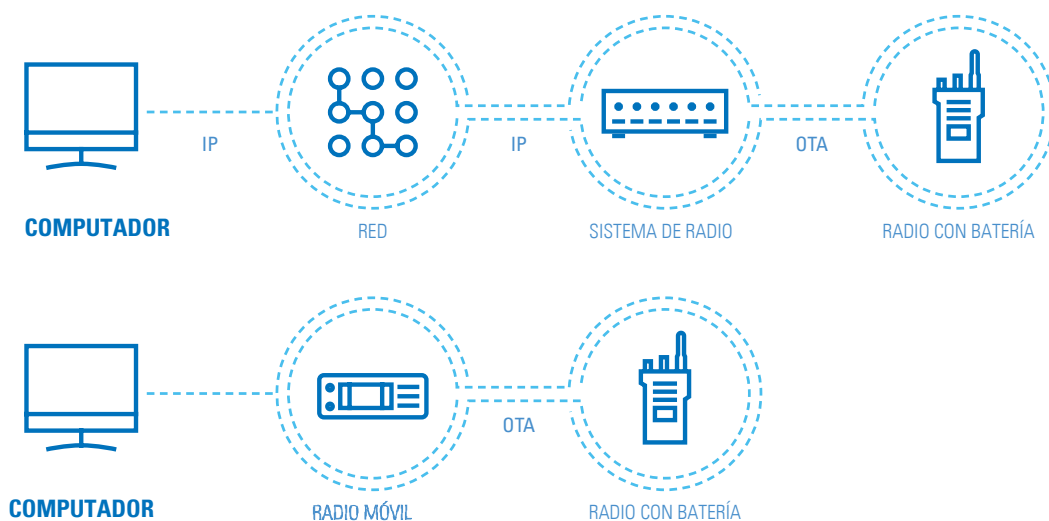 IP
IP
OTA
COMPUTADOR
RED
SISTEMA DE RADIO
RADIO CON BATERÍA
OTA
COMPUTADOR
RADIO MÓVIL
RADIO CON BATERÍA